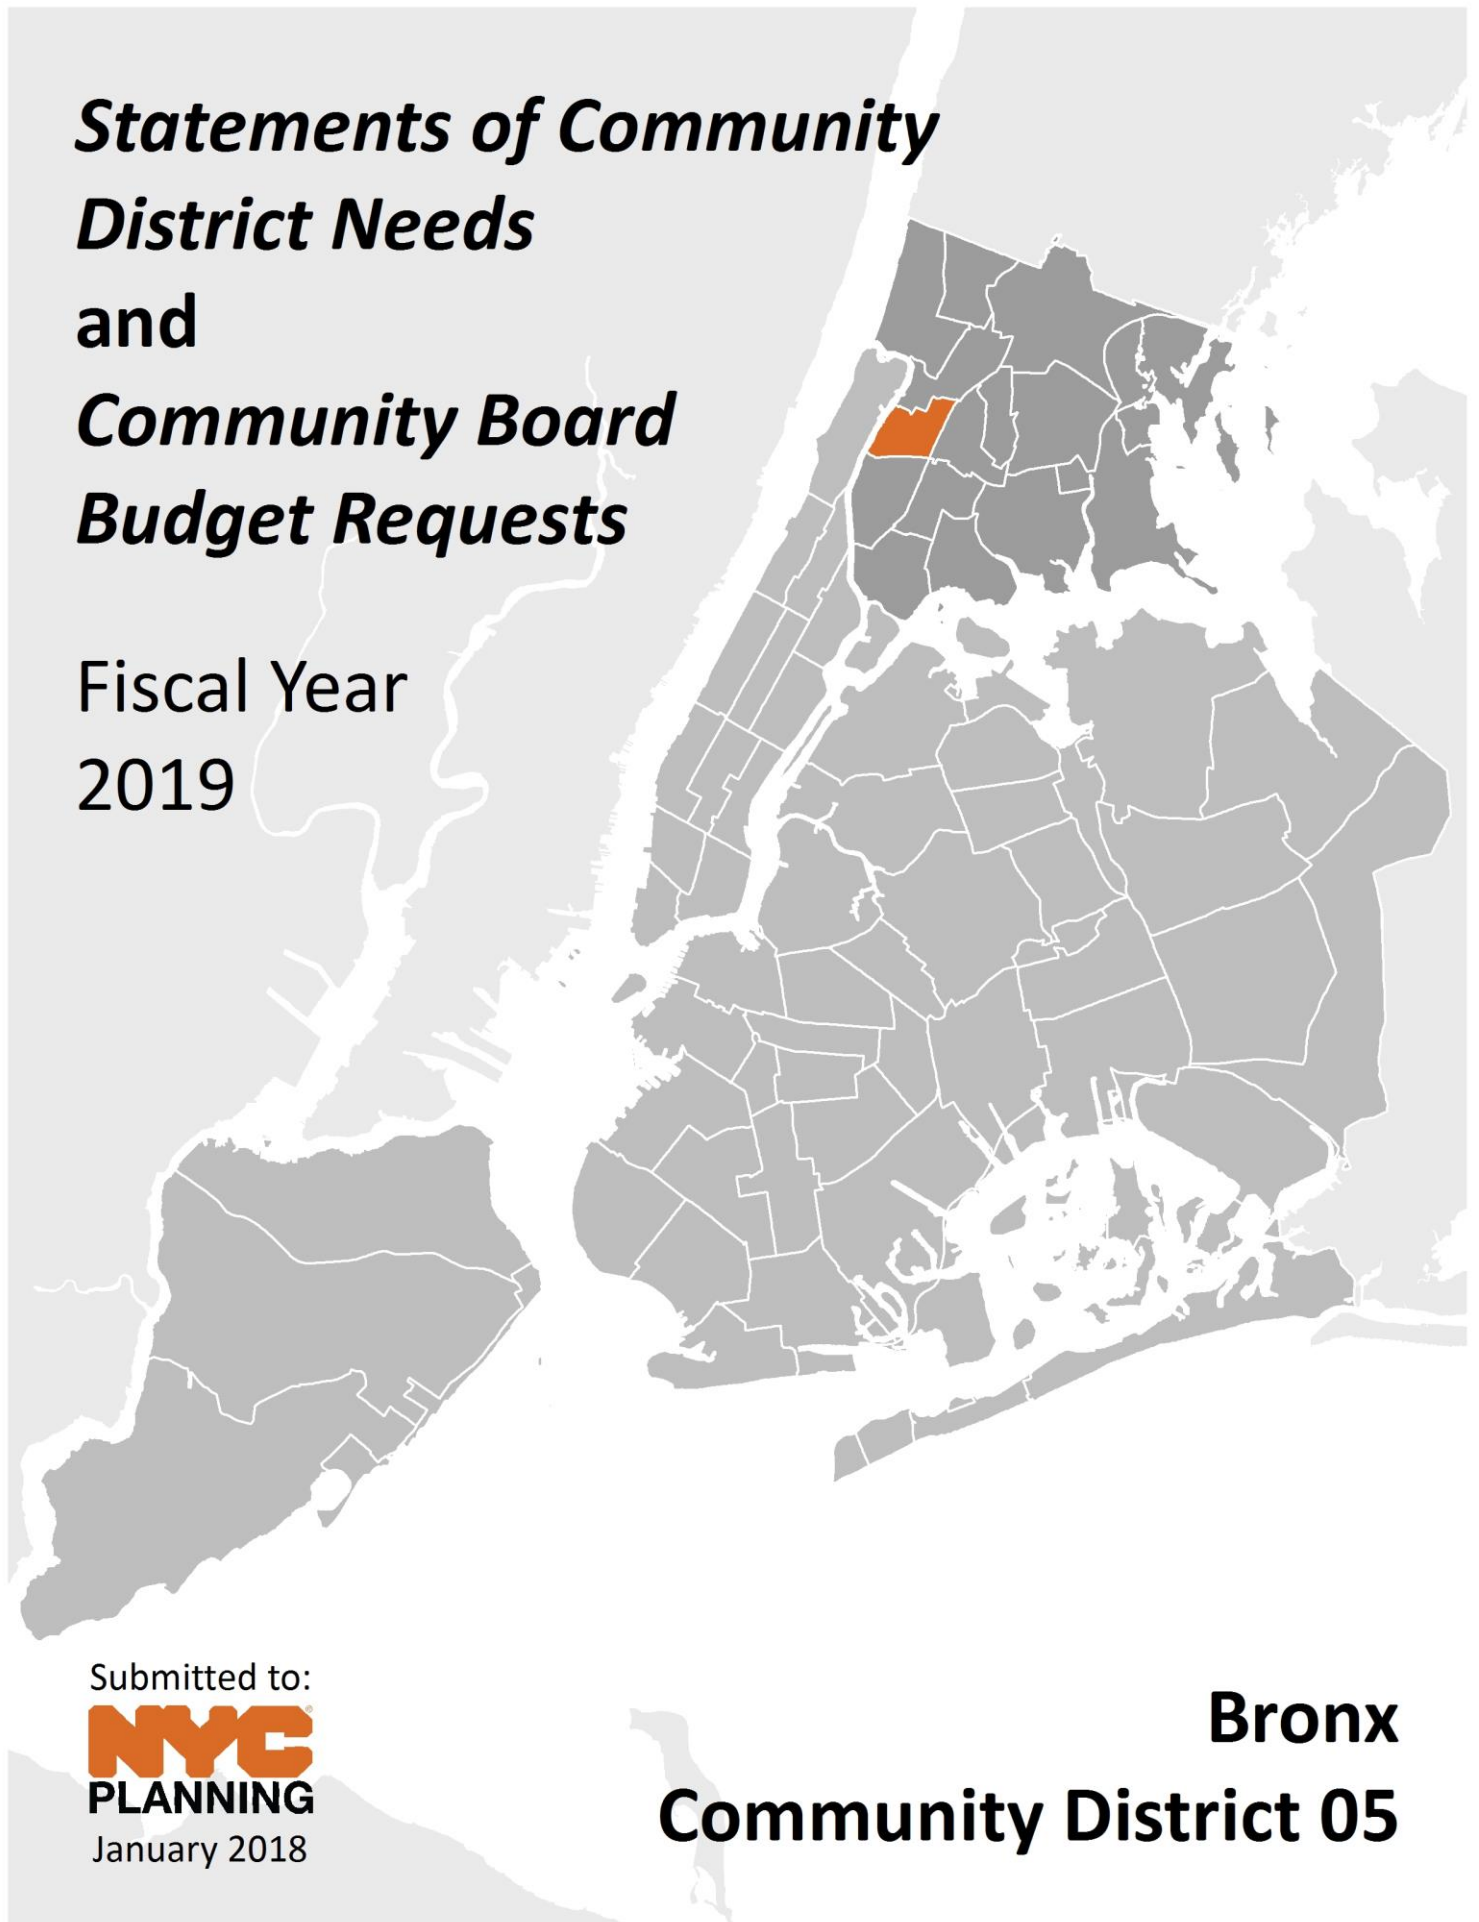 Statements of Community
District Needs
and
Community Board
Budget Requests
Fiscal Year
2019
Submitted to:
NYC®
PLANNING
January 2018
Bronx
Community District 05